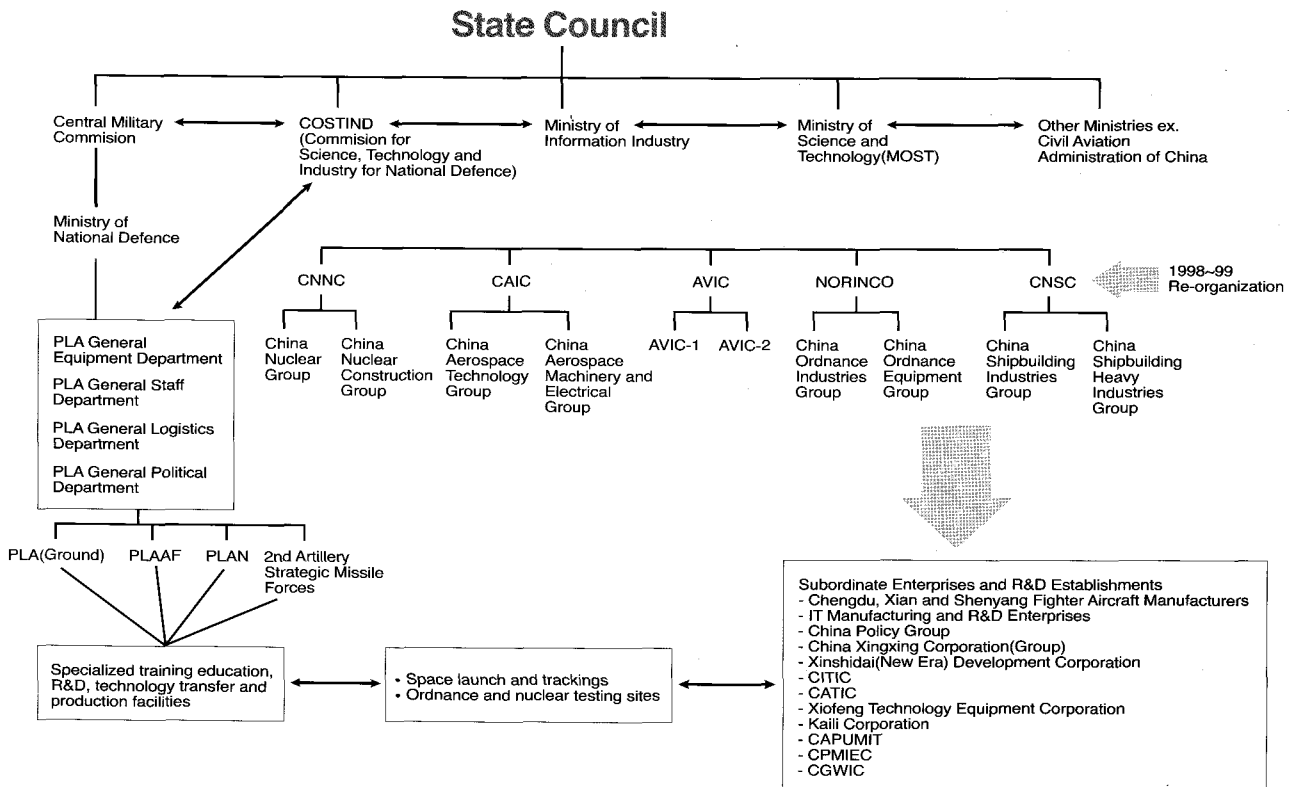 State Council
Central Military
Commision
COSTIND
(Commision for
Science, Technology and
Industry for National Defence)
Ministry of
Information Industry
Ministry of
Science and
Technology(MOST)
Other Ministries ex.
Civil Aviation
Administration of China
Ministry of
National Defence
CNNC
CAIC
AVIC
NORINCO
CNSC
1998~99
Re-organization
China
Nuclear
Group
China
Nuclear
Construction
Group
China
Aerospace
Technology
Group
China
Aerospace
Machinery and
Electrical
Group
AVIC-1
AVIC-2
China
Ordnance
Industries
Group
China
Ordnance
Equipment
Group
China
Shipbuilding
Industries
Group
China
Shipbuilding
Heavy
Industries
Group
PLA General
Equipment Department
PLA General Staff
Department
PLA General Logistics
Department
PLA General Political
Department
PLA(Ground)
PLAAF
PLAN
2nd Artillery
Strategic Missile
Forces
Specialized training education,
R&D, technology transfer and
production facilities
• Space launch and trackings
• Ordnance and nuclear testing sites
Subordinate Enterprises and R&D Establishments
- Chengdu, Xian and Shenyang Fighter Aircraft Manufacturers
- IT Manufacturing and R&D Enterprises
- China Policy Group
- China Xingxing Corporation(Group)
- Xinshidai(New Era) Development Corporation
- CITIC
- CATIC
- Xiofeng Technology Equipment Corporation
- Kaili Corporation
- CAPUMIT
- CPMIEC
- CGWIC